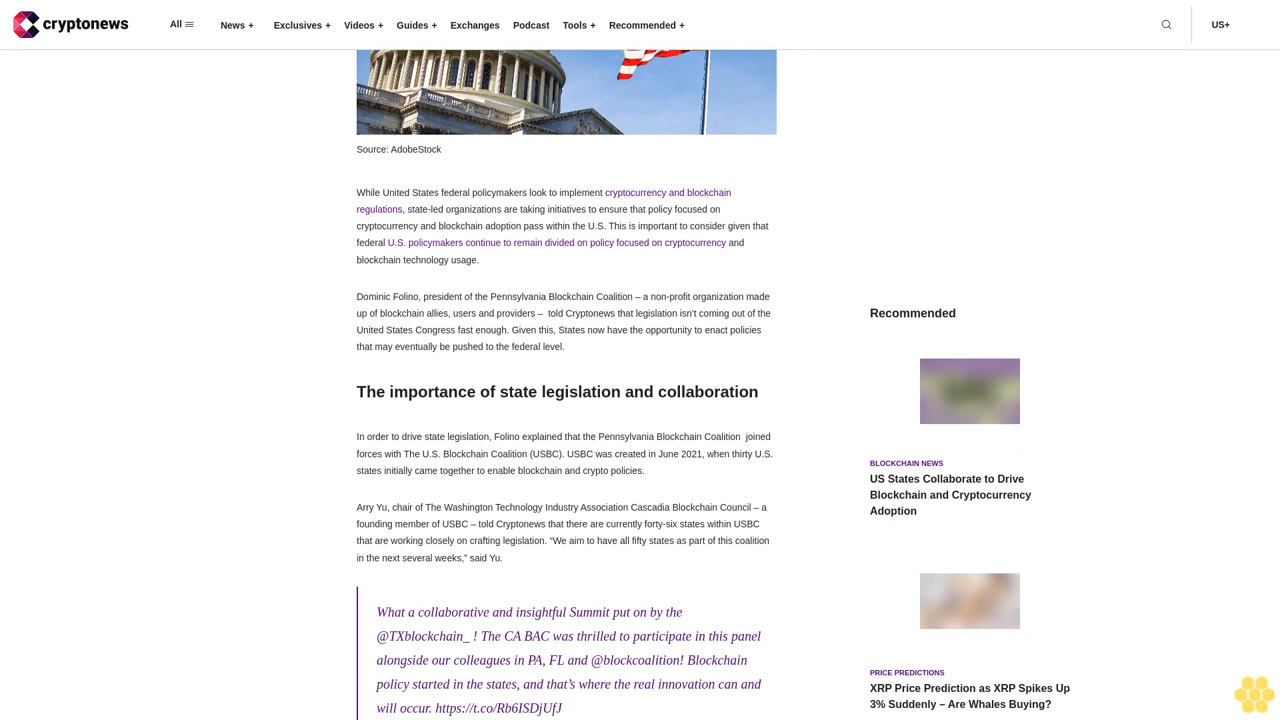 cryptonews
All
News +
Exclusives +
Videos +
Guides +
Exchanges
Podcast
Tools +
Recommended +
US+
Source: AdobeStock
While United States federal policymakers look to implement cryptocurrency and blockchain
regulations, state-led organizations are taking initiatives to ensure that policy focused on
cryptocurrency and blockchain adoption pass within the U.S. This is important to consider given that
federal U.S. policymakers continue to remain divided on policy focused on cryptocurrency and
blockchain technology usage.
Dominic Folino, president of the Pennsylvania Blockchain Coalition – a non-profit organization made
up of blockchain allies, users and providers –  told Cryptonews that legislation isn’t coming out of the
United States Congress fast enough. Given this, States now have the opportunity to enact policies
that may eventually be pushed to the federal level.
The importance of state legislation and collaboration
In order to drive state legislation, Folino explained that the Pennsylvania Blockchain Coalition  joined
forces with The U.S. Blockchain Coalition (USBC). USBC was created in June 2021, when thirty U.S.
states initially came together to enable blockchain and crypto policies.
Arry Yu, chair of The Washington Technology Industry Association Cascadia Blockchain Council – a
founding member of USBC – told Cryptonews that there are currently forty-six states within USBC
that are working closely on crafting legislation. “We aim to have all fifty states as part of this coalition
in the next several weeks,” said Yu.
What a collaborative and insightful Summit put on by the
@TXblockchain_ ! The CA BAC was thrilled to participate in this panel
alongside our colleagues in PA, FL and @blockcoalition! Blockchain
policy started in the states, and that’s where the real innovation can and
will occur. https://t.co/Rb6ISDjUfJ
Recommended
BLOCKCHAIN NEWS
US States Collaborate to Drive
Blockchain and Cryptocurrency
Adoption
PRICE PREDICTIONS
XRP Price Prediction as XRP Spikes Up
3% Suddenly – Are Whales Buying?